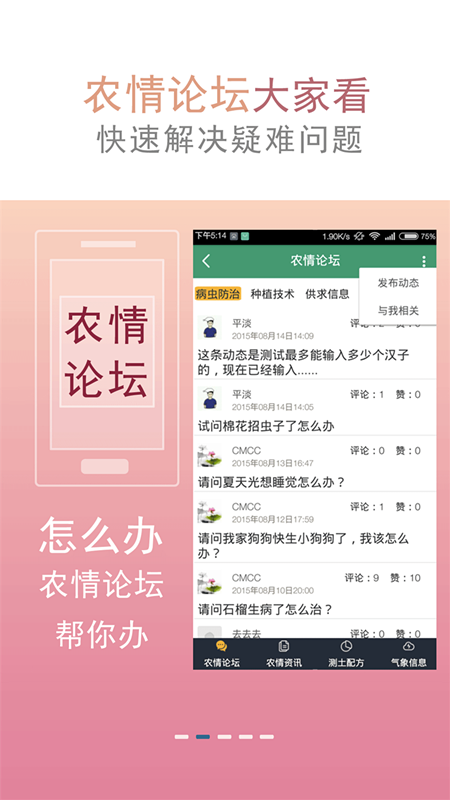 农情论坛大家看
快速解决疑难问题
农情
论坛
怎么办
农情论坛
帮你办
下午5:14 1.90K/s 75%
农情论坛
发布动态
与我相关
病虫防治 种植技术 供求信息
平淡
2015年08月14日14:09
这条动态是测试最多能输入多少个汉子
的，现在已经输入......
平淡 评论：1 赞：0
2015年08月14日14:05
试问棉花招虫子了怎么办
CMCC 评论：0 赞：0
2015年08月13日16:47
请问夏天光想睡觉怎么办？
CMCC 评论：1 赞：0
2015年08月12日17:59
请问我家狗狗快生小狗狗了，我该怎么
办？
CMCC 评论：9 赞：10
2015年08月10日20:00
请问石榴生病了怎么治？
去去去 评论：0 赞：0
农情论坛 农情资讯 测土配方 气象信息